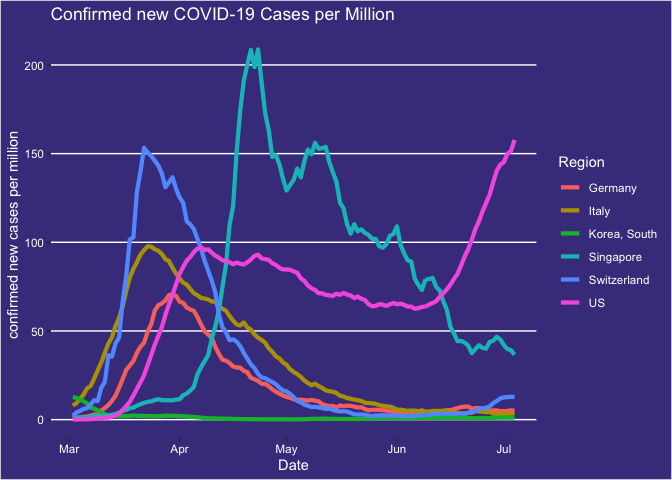 Confirmed new COVID-19 Cases per Million
confirmed new cases per million
200
150
100
50
0
Mar Apr May Jun Jul
Date
Region
Germany
Italy
Korea, South
Singapore
Switzerland
US